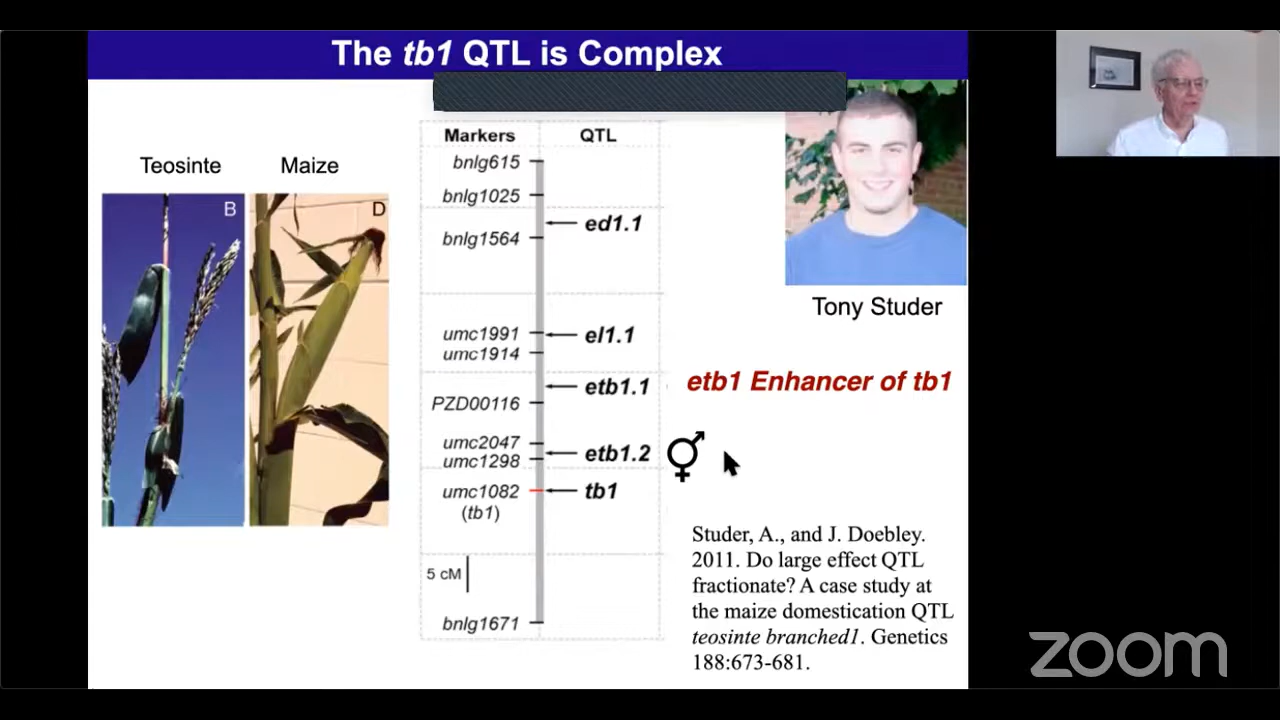 The tb1 QTL is Complex
Teosinte
Maize
B
D
Markers
QTL
bnlg615
bnlg1025
ed1.1
bnlg1564
umc1991
el1.1
umc1914
etb1.1
PZD00116
umc2047
etb1.2
umc1298
umc1082
tb1
(tb1)
5 cM
bnlg1671
Tony Studer
etb1 Enhancer of tb1
Studer, A., and J. Doebley.
2011. Do large effect QTL
fractionate? A case study at
the maize domestication QTL
teosinte branched1. Genetics
188:673-681.
zoom